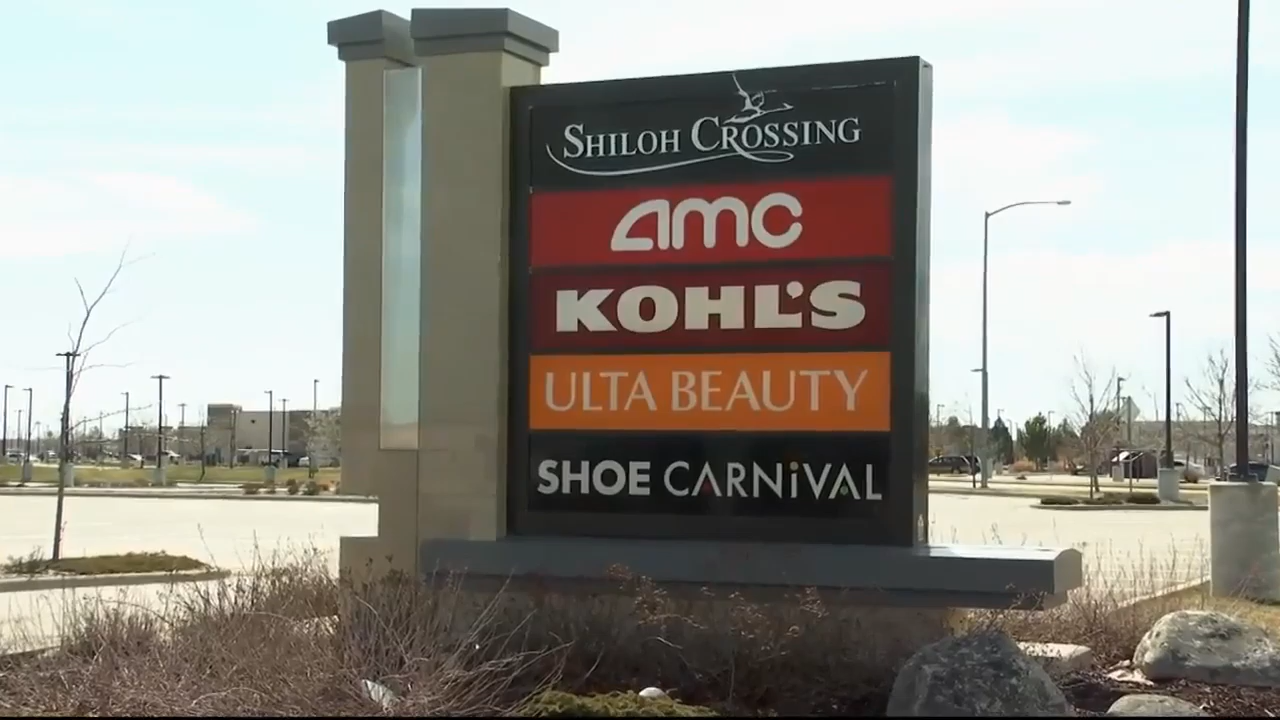 SHILOH CROSSING
AMC
KOHL'S
ULTA BEAUTY
SHOE CARNiVAL